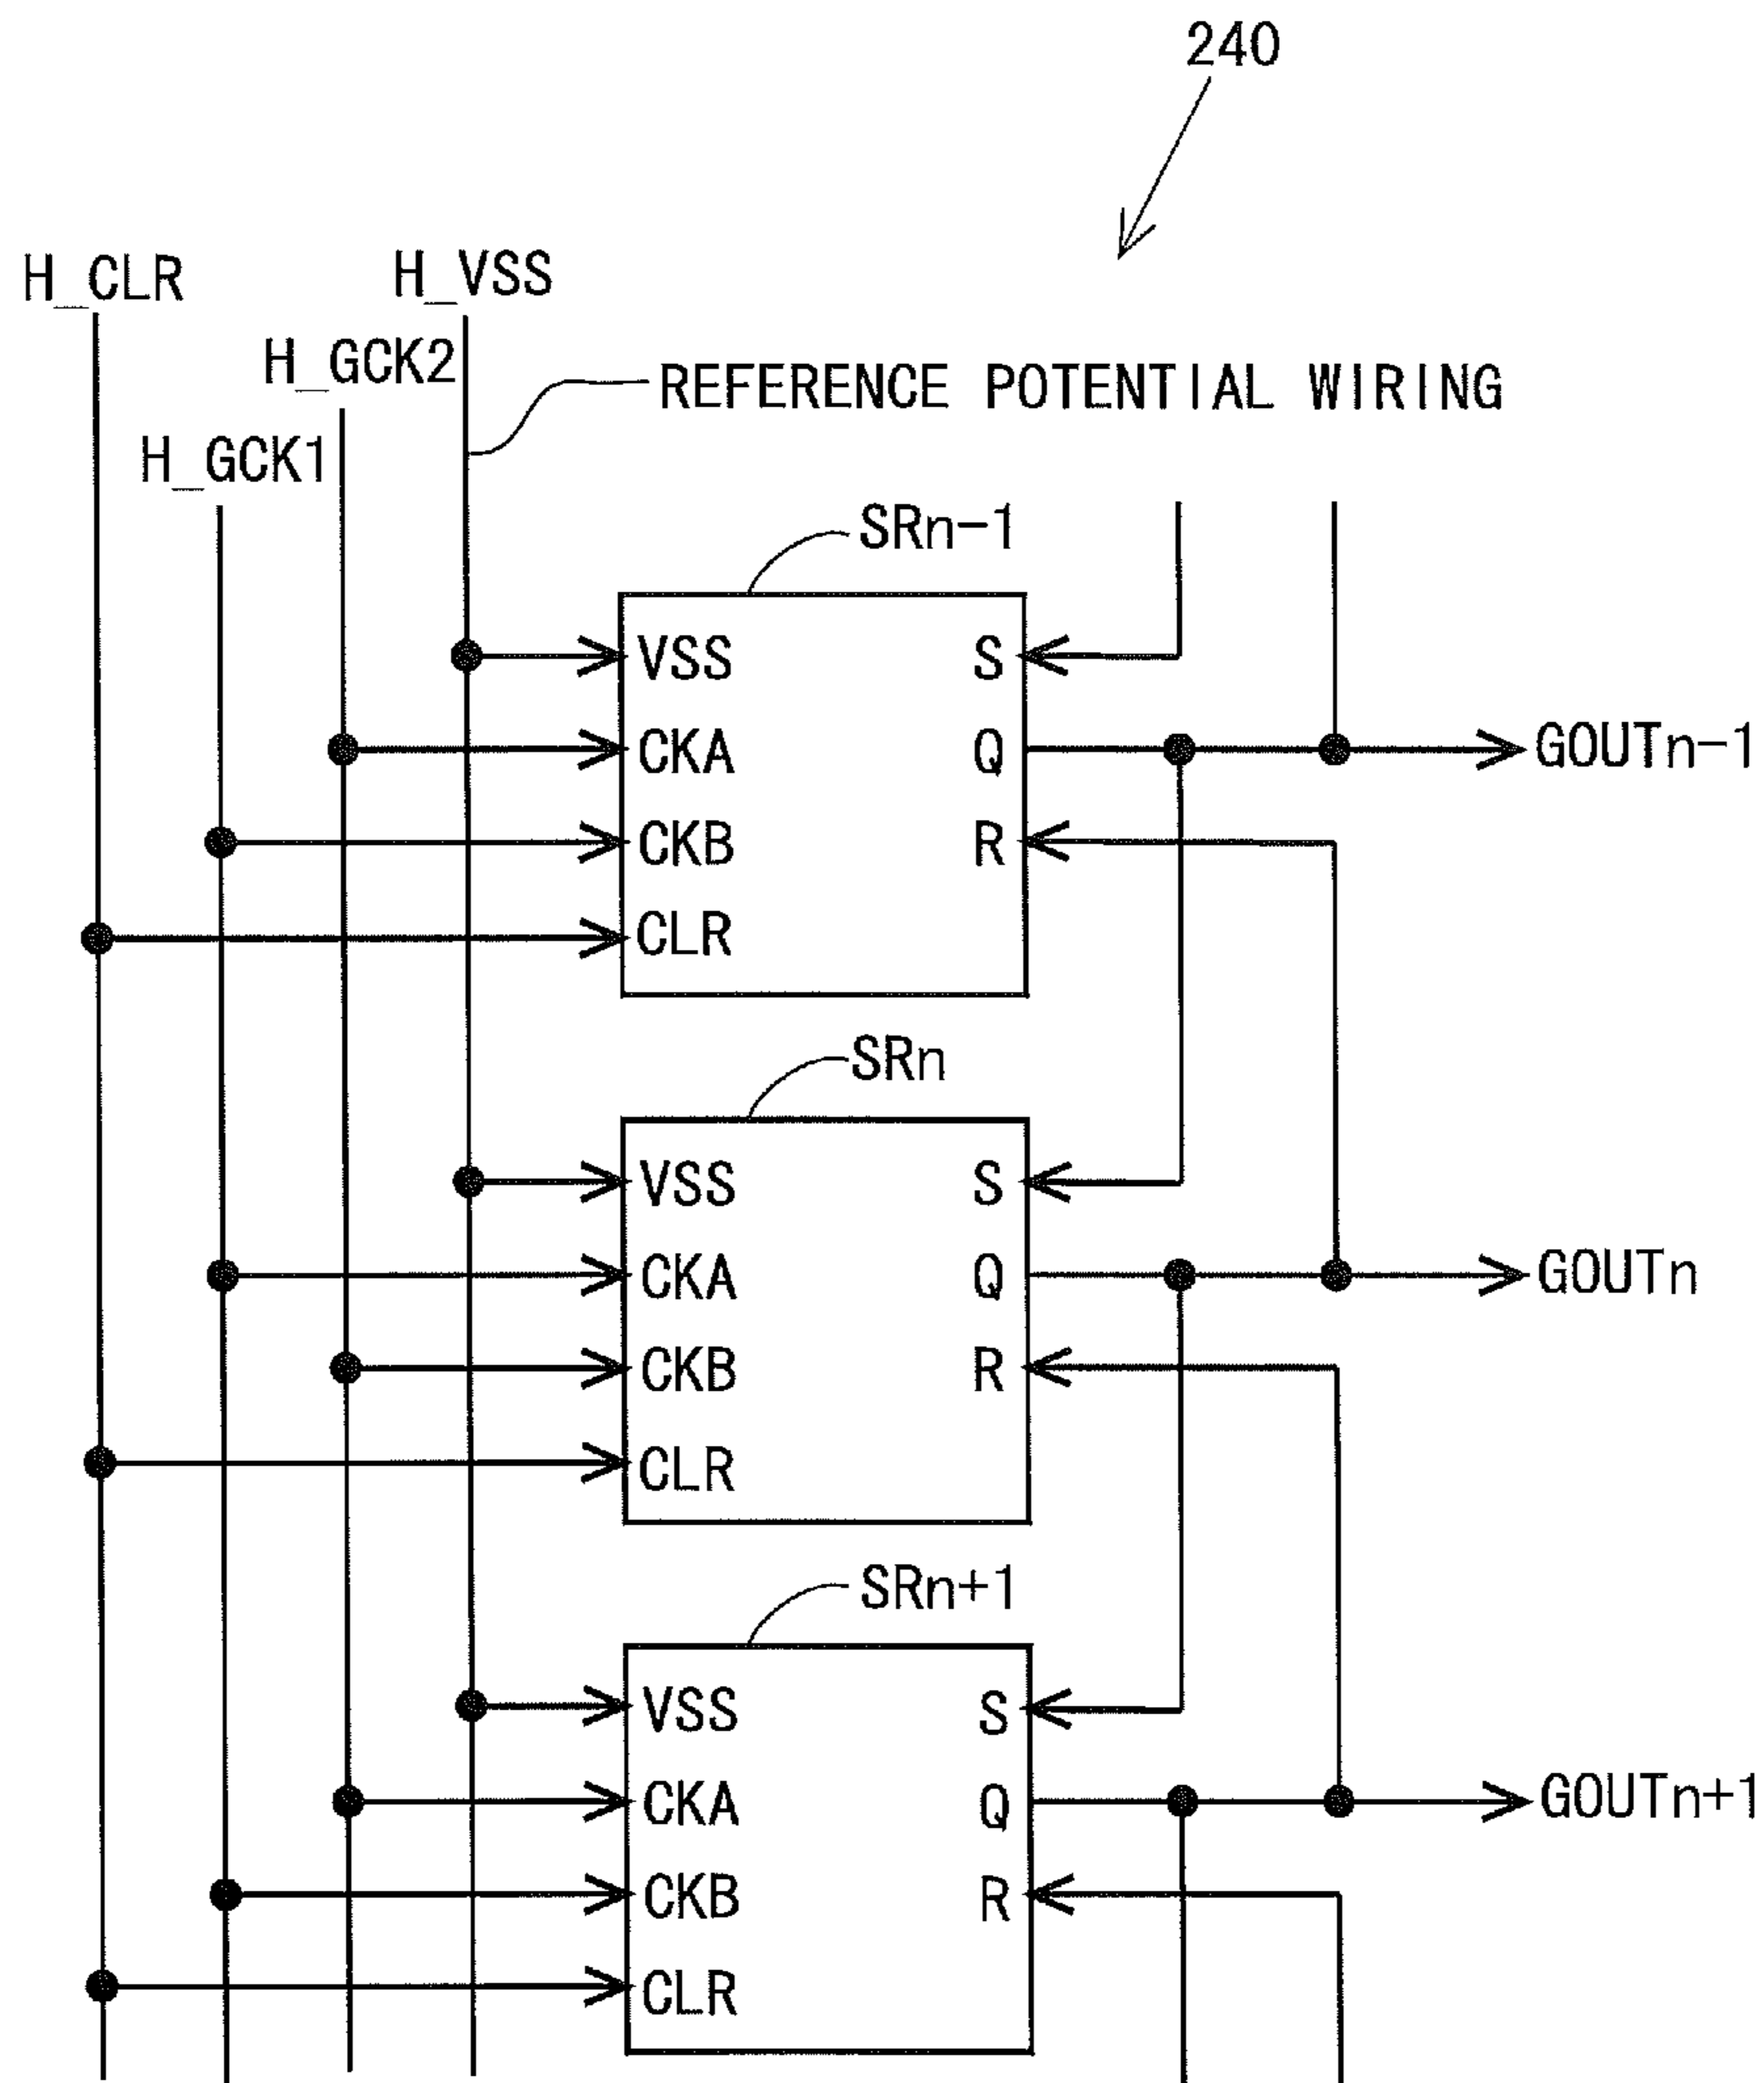 240
H_CLR
H_VSS
H_GCK2
REFERENCE POTENTIAL WIRING
H_GCK1
SRn-1
VSS
S
CKA
Q
GOUTn-1
CKB
R
CLR
SRn
VSS
S
CKA
Q
GOUTn
CKB
R
CLR
SRn+1
VSS
S
CKA
Q
GOUTn+1
CKB
R
CLR